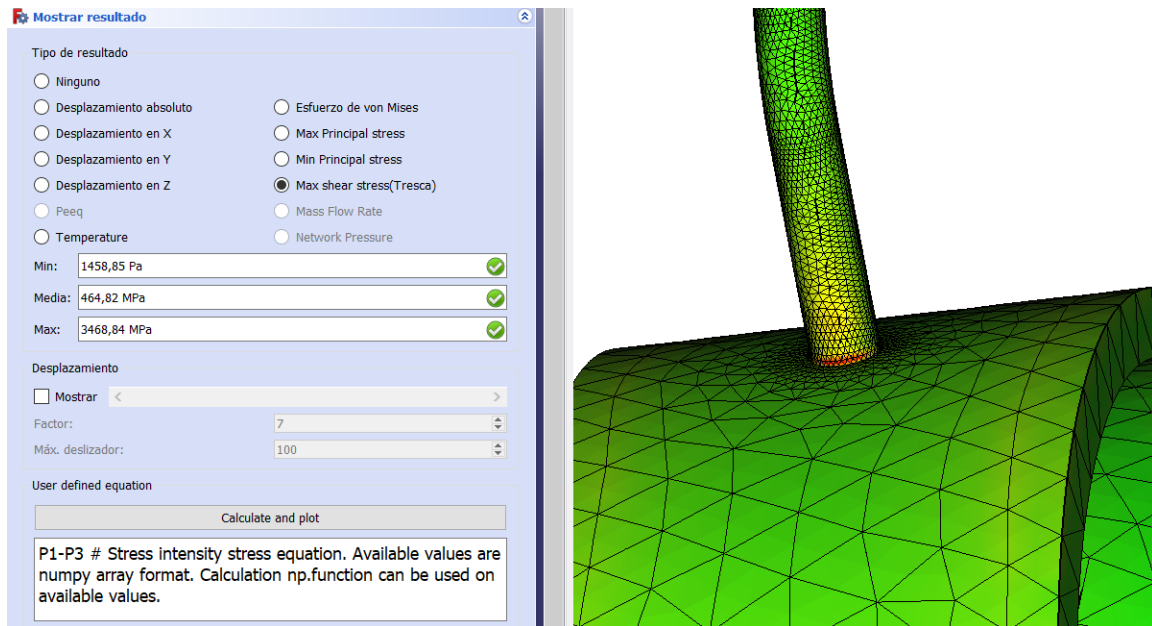 Mostrar resultado
Tipo de resultado
Ninguno
Desplazamiento absoluto
Esfuerzo de von Mises
Desplazamiento en X
Max Principal stress
Desplazamiento en Y
Min Principal stress
Desplazamiento en Z
Max shear stress(Tresca)
Peeq
Mass Flow Rate
Temperature
Network Pressure
Min: 1458,85 Pa
Media: 464,82 MPa
Max: 3468,84 MPa
Desplazamiento
Mostrar
Factor: 7
Máx. deslizador: 100
User defined equation
Calculate and plot
P1-P3 # Stress intensity stress equation. Available values are
numpy array format. Calculation np.function can be used on
available values.